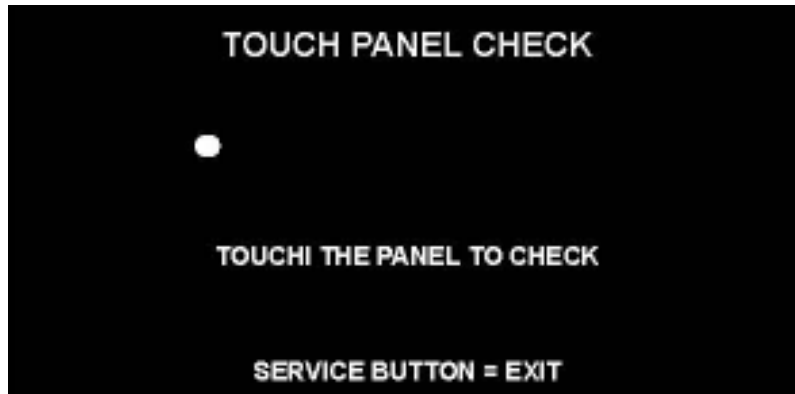 TOUCH PANEL CHECK
TOUCHI THE PANEL TO CHECK
SERVICE BUTTON = EXIT